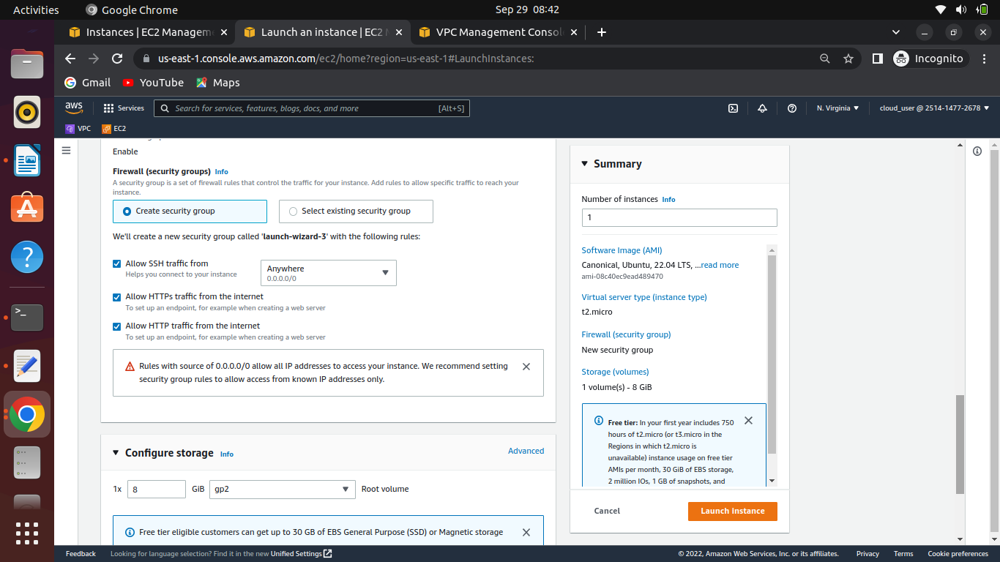 Activities
Google Chrome
Sep 29 08:42
Instances | EC2 Managem
Launch an instance | EC2
VPC Management Consol
us-east-1.console.aws.amazon.com/ec2/home?region=us-east-1#LaunchInstances:
Incognito
Gmail
YouTube
Maps
aws
Services
Search for services, features, blogs, docs, and more
[Alt+S]
N. Virginia
cloud_user @ 2514-1477-2678
VPC
EC2
Enable
Firewall (security groups) Info
A security group is a set of firewall rules that control the traffic for your instance. Add rules to allow specific traffic to reach your
instance.
Create security group
Select existing security group
We'll create a new security group called 'launch-wizard-3' with the following rules:
Allow SSH traffic from
Helps you connect to your instance
Anywhere
0.0.0.0/0
Allow HTTPs traffic from the internet
To set up an endpoint, for example when creating a web server
Allow HTTP traffic from the internet
To set up an endpoint, for example when creating a web server
Rules with source of 0.0.0.0/0 allow all IP addresses to access your instance. We recommend setting
security group rules to allow access from known IP addresses only.
Configure storage Info
Advanced
1x
8
GiB
gp2
Root volume
Free tier eligible customers can get up to 30 GB of EBS General Purpose (SSD) or Magnetic storage
Summary
Number of instances Info
1
Software Image (AMI)
Canonical, Ubuntu, 22.04 LTS, ...read more
ami-08c40ec9ead489470
Virtual server type (instance type)
t2.micro
Firewall (security group)
New security group
Storage (volumes)
1 volume(s) - 8 GiB
Free tier: In your first year includes 750
hours of t2.micro (or t3.micro in the
Regions in which t2.micro is
unavailable) instance usage on free tier
AMIs per month, 30 GiB of EBS storage,
2 million IOs, 1 GB of snapshots, and
Cancel
Launch Instance
Feedback
Looking for language selection? Find it in the new Unified Settings
© 2022, Amazon Web Services, Inc. or its affiliates.
Privacy
Terms
Cookie preferences